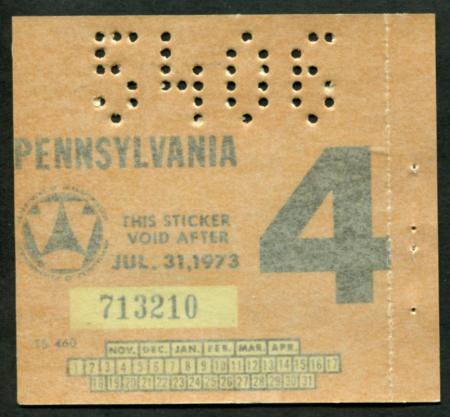 5406
PENNSYLVANIA
4
THIS STICKER
VOID AFTER
JUL. 31,1973
713210
TS 460
NOV. DEC. JAN. FEB. MAR. APR.
1 2 3 4 5 6 7 8 9 10 11 12 13 14 15 16 17
18 19 20 21 22 23 24 25 26 27 28 29 30 31